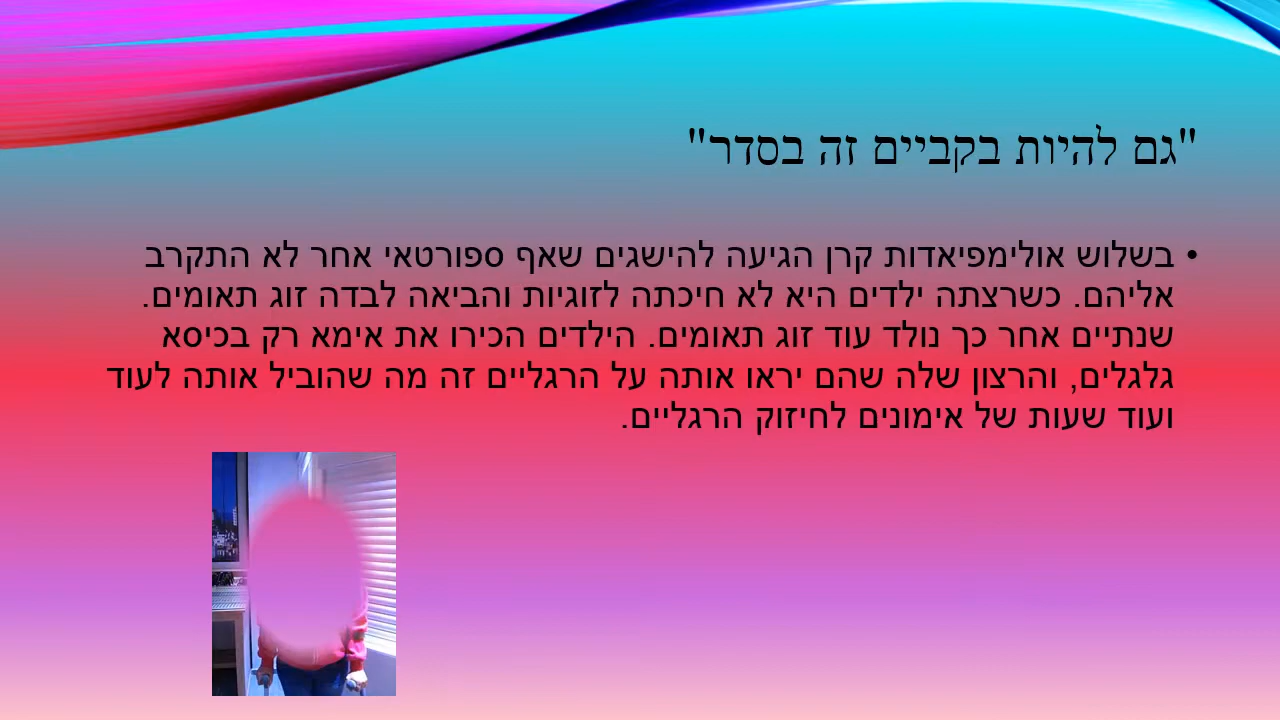 "גם להיות בקביים זה בסדר"
• בשלוש אולימפיאדות קרן הגיעה להישגים שאף ספורטאי אחר לא התקרב
אליהם. כשרצתה ילדים היא לא חיכתה לזוגיות והביאה לבדה זוג תאומים.
שנתיים אחר כך נולד עוד זוג תאומים. הילדים הכירו את אימא רק בכיסא
גלגלים, והרצון שלה שהם יראו אותה על הרגליים זה מה שהוביל אותה לעוד
ועוד שעות של אימונים לחיזוק הרגליים.